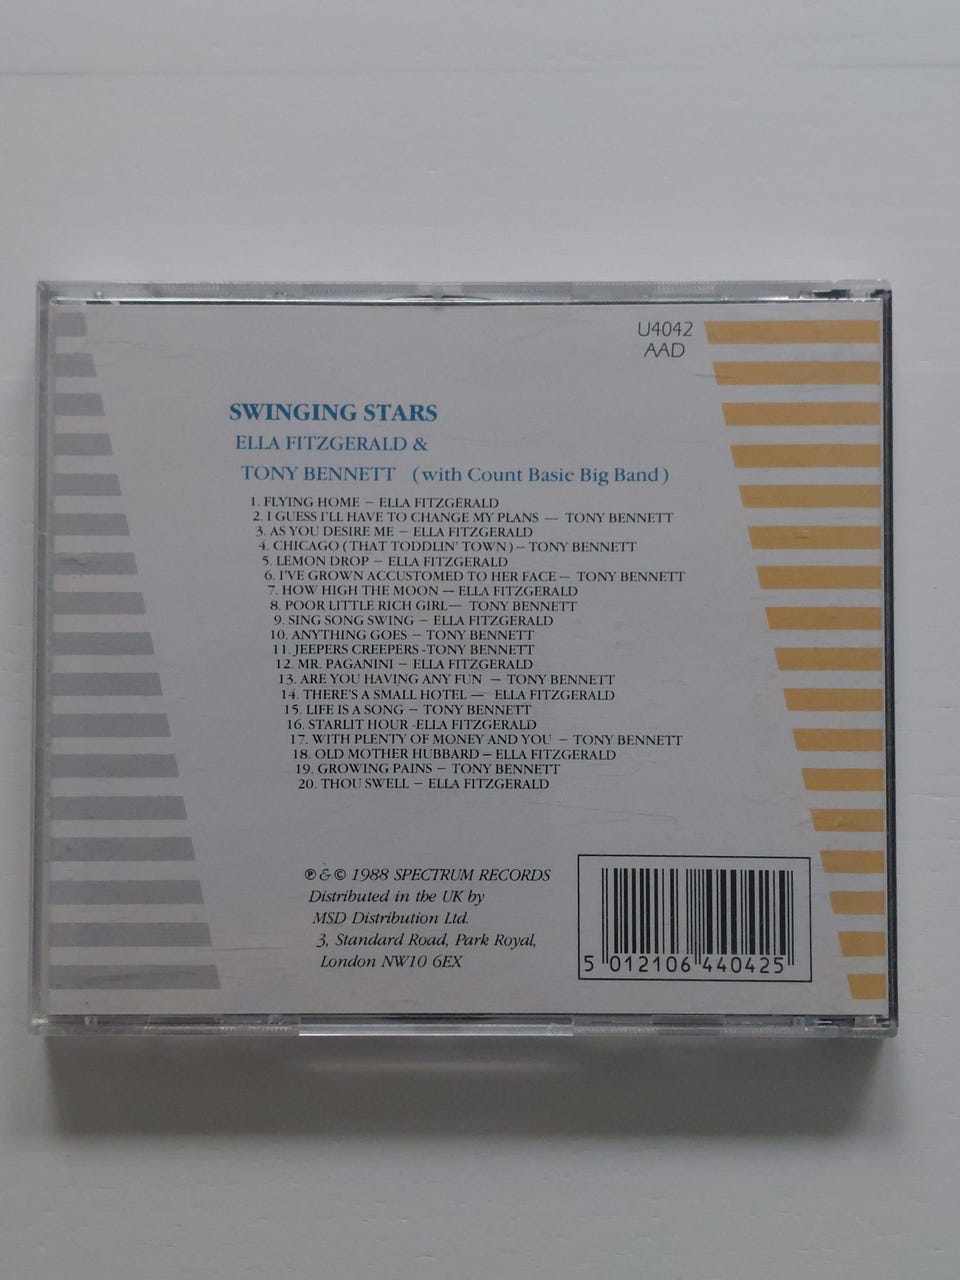 U4042
AAD
SWINGING STARS
ELLA FITZGERALD &
TONY BENNETT (with Count Basie Big Band)
1. FLYING HOME – ELLA FITZGERALD
2. I GUESS I'LL HAVE TO CHANGE MY PLANS — TONY BENNETT
3. AS YOU DESIRE ME – ELLA FITZGERALD
4. CHICAGO (THAT TODDLIN' TOWN) – TONY BENNETT
5. LEMON DROP – ELLA FITZGERALD
6. I'VE GROWN ACCUSTOMED TO HER FACE – TONY BENNETT
7. HOW HIGH THE MOON – ELLA FITZGERALD
8. POOR LITTLE RICH GIRL— TONY BENNETT
9. SING SONG SWING – ELLA FITZGERALD
10. ANYTHING GOES – TONY BENNETT
11. JEEPERS CREEPERS -TONY BENNETT
12. MR. PAGANINI – ELLA FITZGERALD
13. ARE YOU HAVING ANY FUN – TONY BENNETT
14. THERE'S A SMALL HOTEL — ELLA FITZGERALD
15. LIFE IS A SONG – TONY BENNETT
16. STARLIT HOUR -ELLA FITZGERALD
17. WITH PLENTY OF MONEY AND YOU – TONY BENNETT
18. OLD MOTHER HUBBARD – ELLA FITZGERALD
19. GROWING PAINS – TONY BENNETT
20. THOU SWELL – ELLA FITZGERALD
℗ & © 1988 SPECTRUM RECORDS
Distributed in the UK by
MSD Distribution Ltd.
3, Standard Road, Park Royal,
London NW10 6EX
5 012106 440425